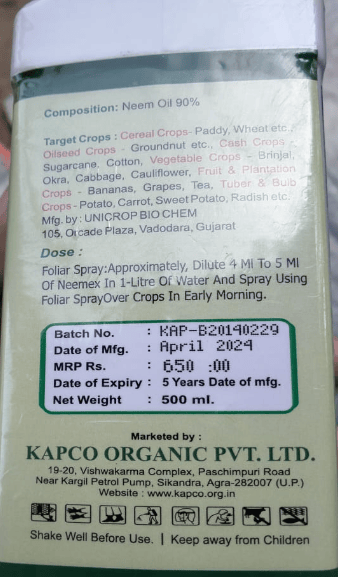 Composition: Neem Oil 90%
Target Crops : Cereal Crops- Paddy, Wheat etc.,
Oilseed Crops - Groundnut etc., Cash Crops -
Sugarcane, Cotton, Vegetable Crops - Brinjal,
Okra, Cabbage, Cauliflower, Fruit & Plantation
Crops - Bananas, Grapes, Tea, Tuber & Bulb
Crops - Potato, Carrot, Sweet Potato, Radish etc.
Mfg. by : UNICROP BIO CHEM
105, Orcade Plaza, Vadodara, Gujarat
Dose :
Foliar Spray:Approximately, Dilute 4 Ml To 5 Ml
Of Neemex In 1-Litre Of Water And Spray Using
Foliar SprayOver Crops In Early Morning.
Batch No. : KAP-B20140229
Date of Mfg. : April 2024
MRP Rs. : 650 :00
Date of Expiry : 5 Years Date of mfg.
Net Weight : 500 ml.
Marketed by :
KAPCO ORGANIC PVT. LTD.
19-20, Vishwakarma Complex, Paschimpuri Road
Near Kargil Petrol Pump, Sikandra, Agra-282007 (U.P.)
Website : www.kapco.org.in
Shake Well Before Use. | Keep away from Children